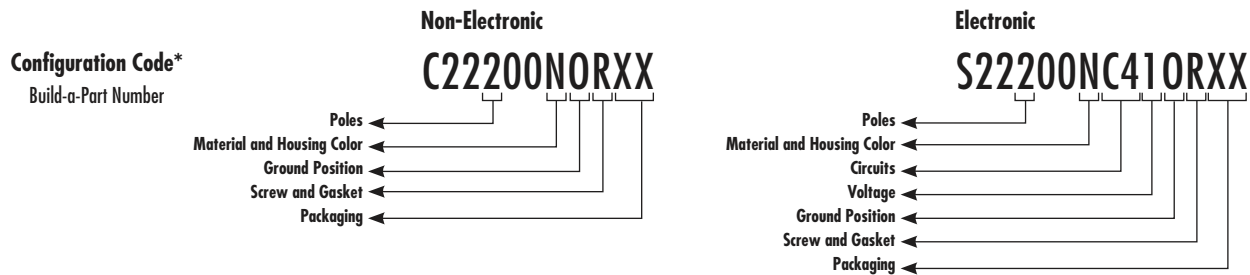 Configuration Code*
Build-a-Part Number
Non-Electronic
C22200N0RXX
Poles
Material and Housing Color
Ground Position
Screw and Gasket
Packaging
Electronic
S22200NC410RXX
Poles
Material and Housing Color
Circuits
Voltage
Ground Position
Screw and Gasket
Packaging